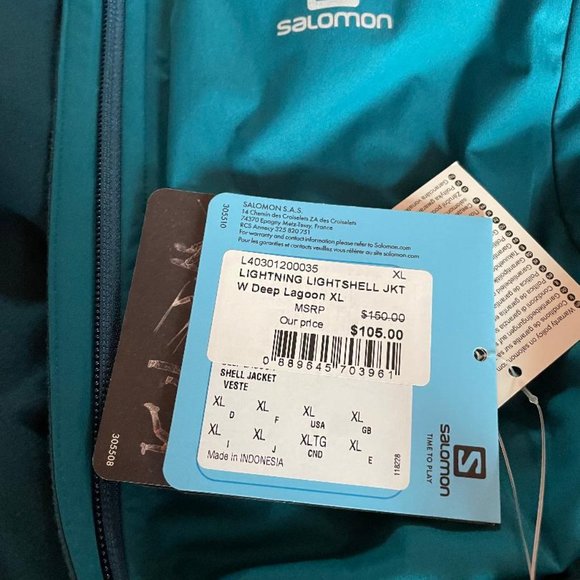 salomon
305510
SALOMON S.A.S.
14 Chemin des Croiselets ZA des Croiselets
74370 Epagny Metz-Tessy, France
RCS Annecy 325 820 751
For warranty and contact information please refer to Salomon.com
Pour les garanties et contacts veuillez vous référer au site salomon.com
L40301200035 XL
LIGHTNING LIGHTSHELL JKT
W Deep Lagoon XL
MSRP $150.00
Our price $105.00
0 889645 703961
SHELL JACKET
VESTE
XL D XL F XL USA XL GB
XL I XL J XLTG CND XL E
Made in INDONESIA
118228
305508
salomon
TIME TO PLAY
S